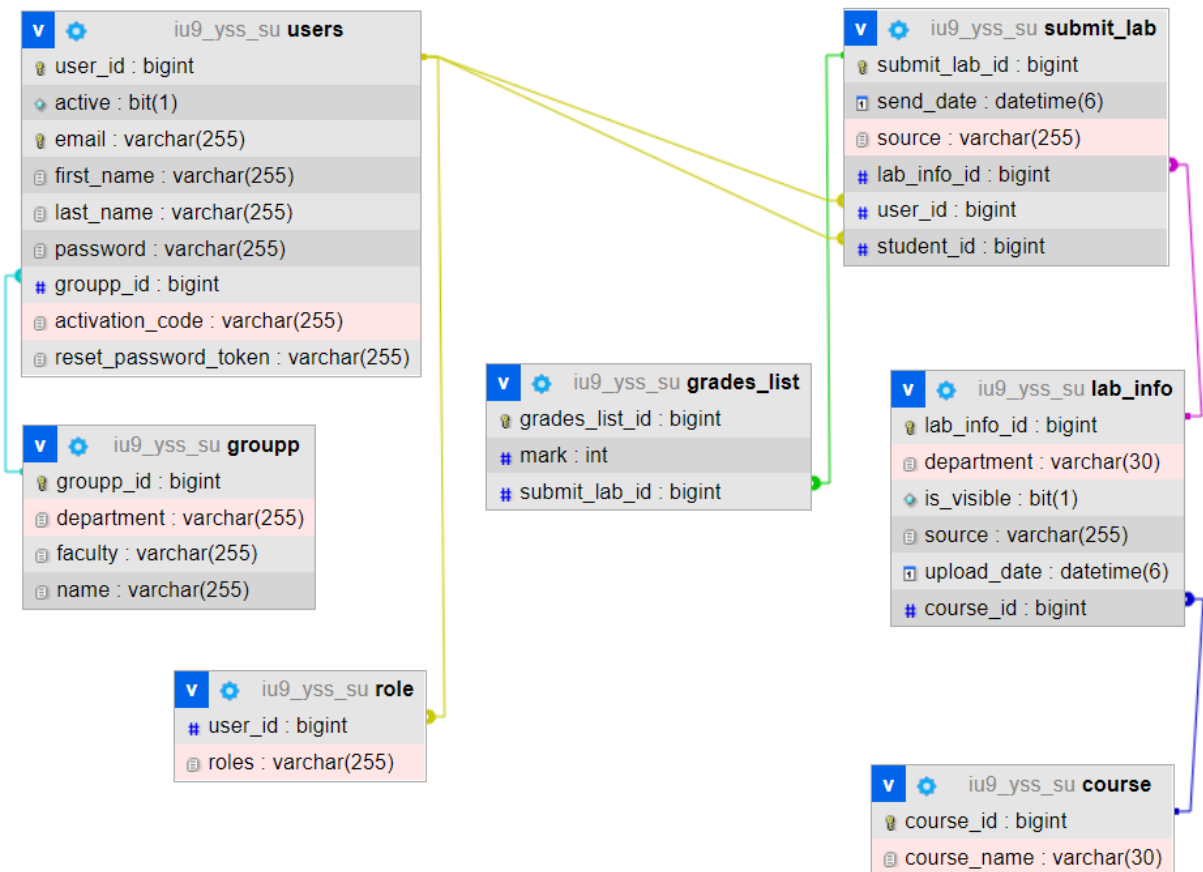 v iu9_yss_su users
user_id : bigint
active : bit(1)
email : varchar(255)
first_name : varchar(255)
last_name : varchar(255)
password : varchar(255)
# groupp_id : bigint
activation_code : varchar(255)
reset_password_token : varchar(255)
v iu9_yss_su submit_lab
submit_lab_id : bigint
send_date : datetime(6)
source : varchar(255)
# lab_info_id : bigint
# user_id : bigint
# student_id : bigint
v iu9_yss_su grades_list
grades_list_id : bigint
# mark : int
# submit_lab_id : bigint
v iu9_yss_su lab_info
lab_info_id : bigint
department : varchar(30)
is_visible : bit(1)
source : varchar(255)
upload_date : datetime(6)
# course_id : bigint
v iu9_yss_su groupp
groupp_id : bigint
department : varchar(255)
faculty : varchar(255)
name : varchar(255)
v iu9_yss_su role
# user_id : bigint
roles : varchar(255)
v iu9_yss_su course
course_id : bigint
course_name : varchar(30)